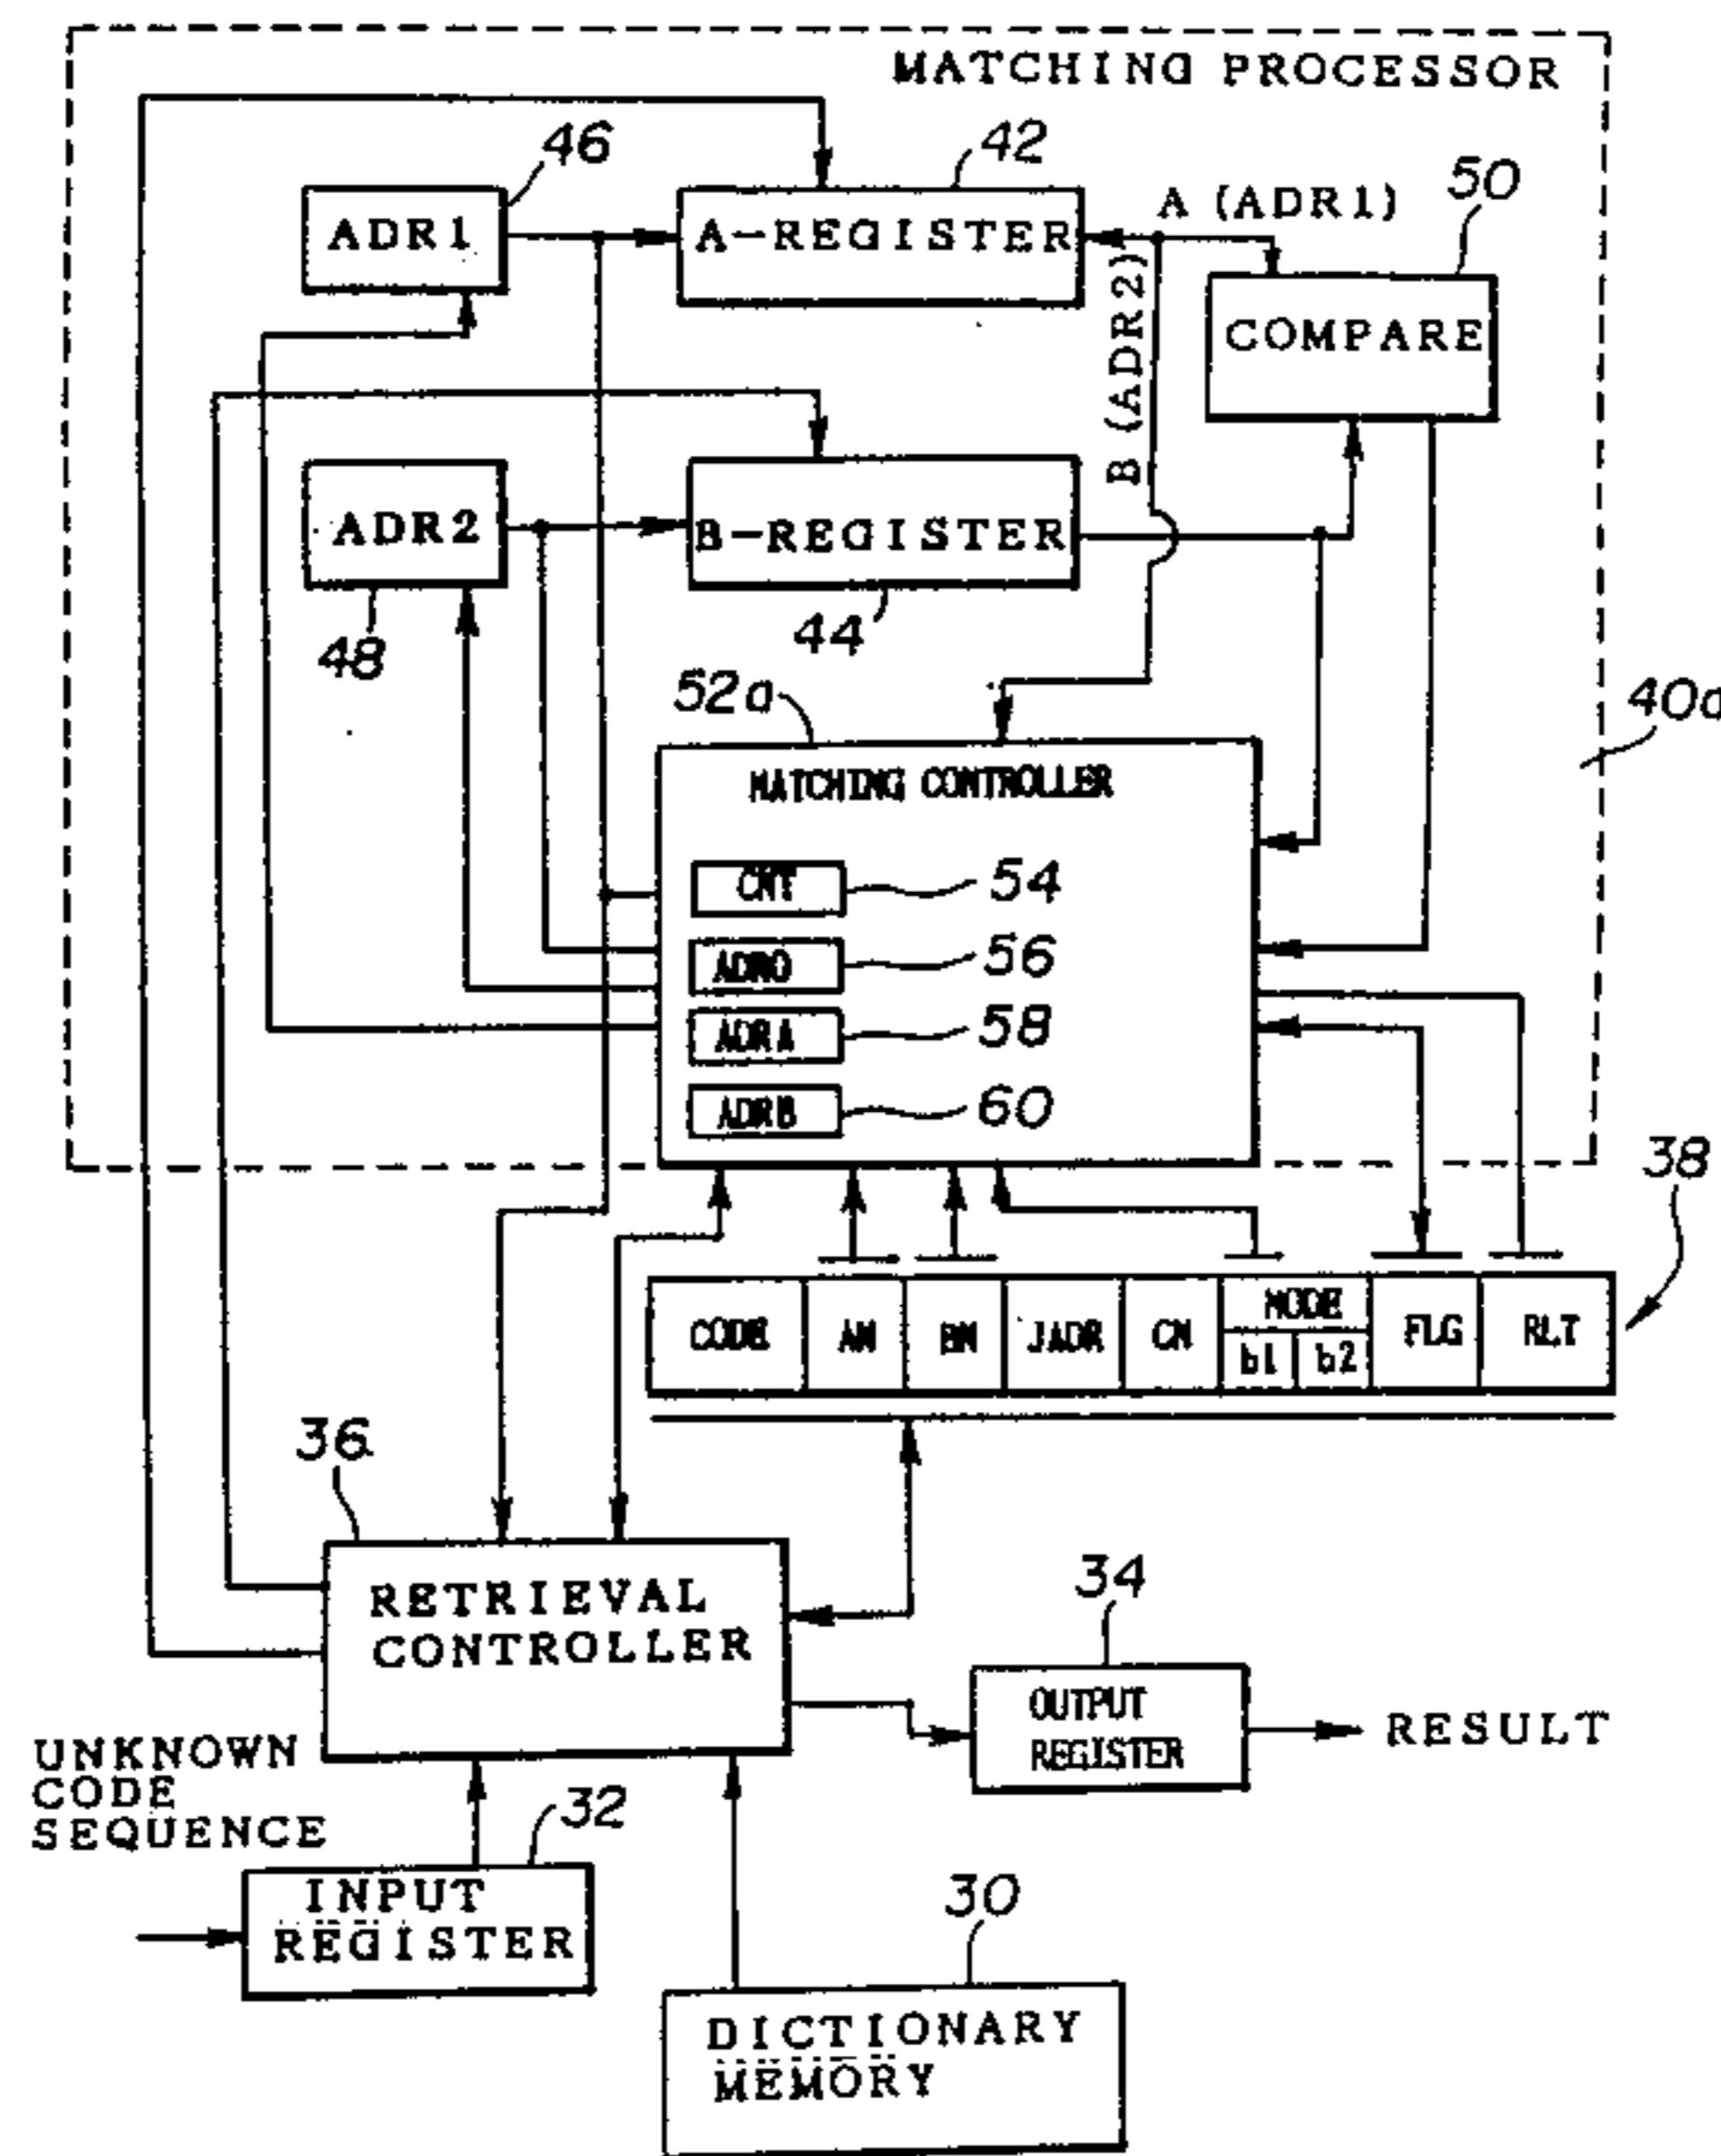 MATCHING PROCESSOR
46
42
50
ADR1
A-REGISTER
A (ADR1)
B (ADR2)
COMPARE
ADR2
B-REGISTER
48
44
52a
40a
MATCHING CONTROLLER
CNT
54
ADR0
56
ADRA
58
ADRB
60
38
CODE
AN
BN
JADR
CN
MODE
b1
b2
FLG
RLT
36
RETRIEVAL
CONTROLLER
34
OUTPUT
REGISTER
RESULT
UNKNOWN
CODE
SEQUENCE
32
INPUT
REGISTER
30
DICTIONARY
MEMORY